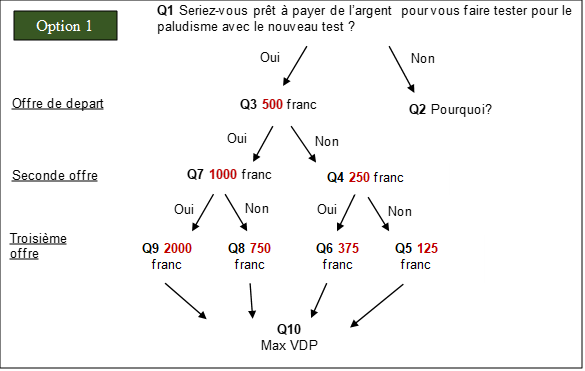 Option 1
Q1 Seriez-vous prêt à payer de l’argent pour vous faire tester pour le
paludisme avec le nouveau test ?
Oui
Non
Offre de depart
Q3 500 franc
Q2 Pourquoi?
Oui
Non
Seconde offre
Q7 1000 franc
Q4 250 franc
Oui
Non
Oui
Non
Troisième
offre
Q9 2000
franc
Q8 750
franc
Q6 375
franc
Q5 125
franc
Q10
Max VDP